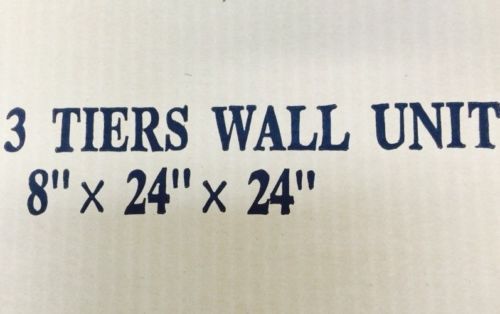 3 TIERS WALL UNIT
8" x 24" x 24"